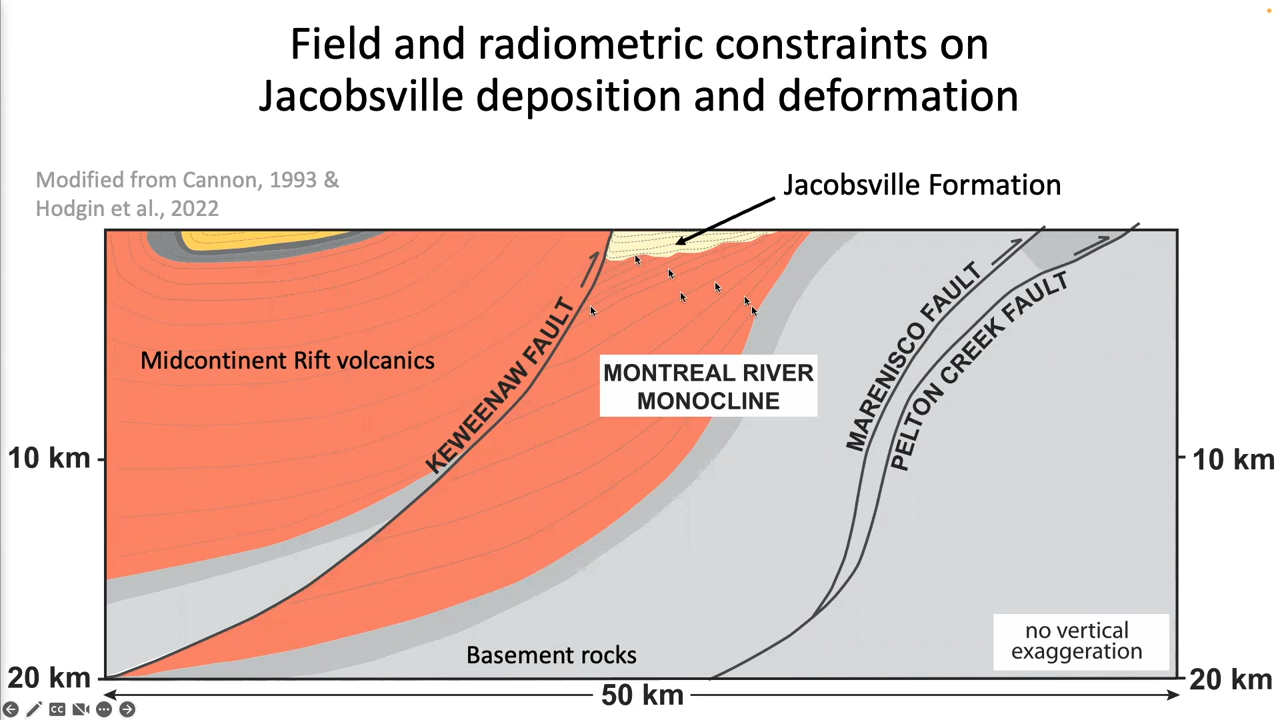 Field and radiometric constraints on
Jacobsville deposition and deformation
Modified from Cannon, 1993 &
Hodgin et al., 2022
Jacobsville Formation
Midcontinent Rift volcanics
KEWEENAW FAULT
MONTREAL RIVER
MONOCLINE
MARENISCO FAULT
PELTON CREEK FAULT
10 km
10 km
Basement rocks
no vertical
exaggeration
20 km
20 km
50 km
CC